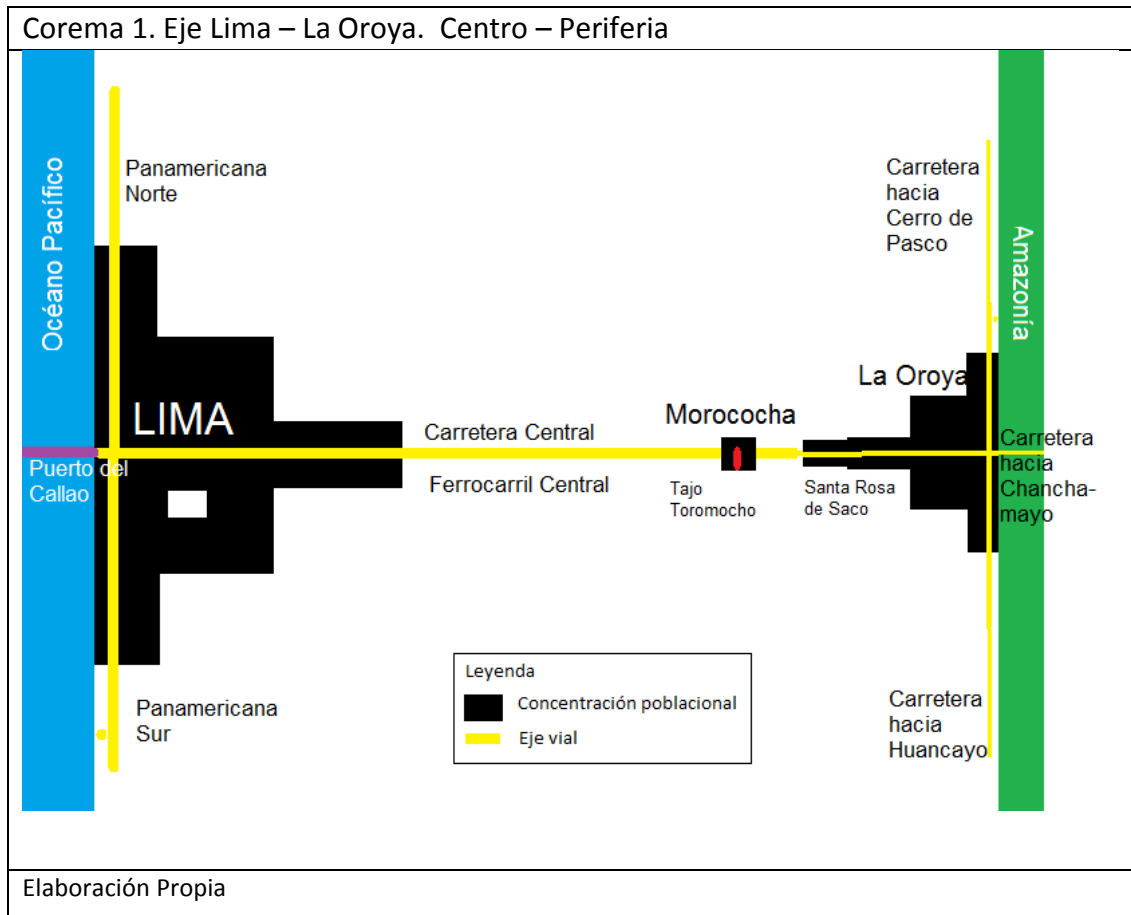 Corema 1. Eje Lima – La Oroya.  Centro – Periferia
Océano Pacífico
Panamericana
Norte
Carretera
hacia
Cerro de
Pasco
Amazonía
La Oroya
LIMA
Morococha
Carretera Central
Carretera
hacia
Chancha-
mayo
Puerto del
Callao
Ferrocarril Central
Tajo
Toromocho
Santa Rosa
de Saco
Leyenda
Concentración poblacional
Eje vial
Panamericana
Sur
Carretera
hacia
Huancayo
Elaboración Propia